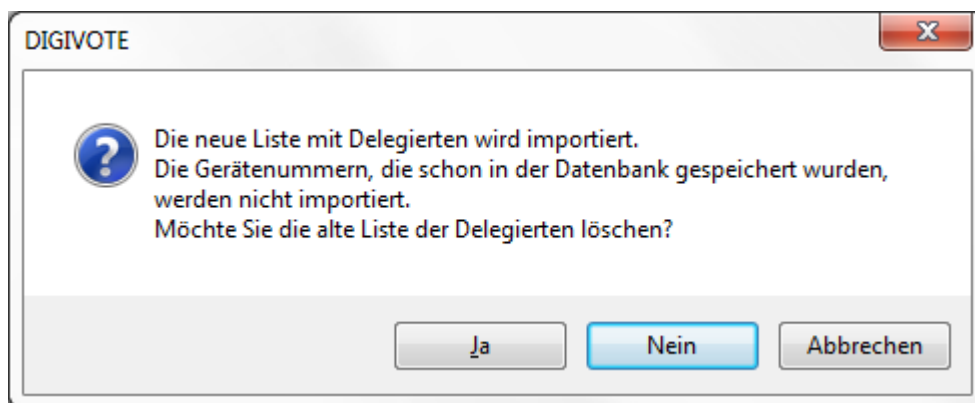 DIGIVOTE
Die neue Liste mit Delegierten wird importiert.
Die Gerätenummern, die schon in der Datenbank gespeichert wurden,
werden nicht importiert.
Möchte Sie die alte Liste der Delegierten löschen?
Ja
Nein
Abbrechen